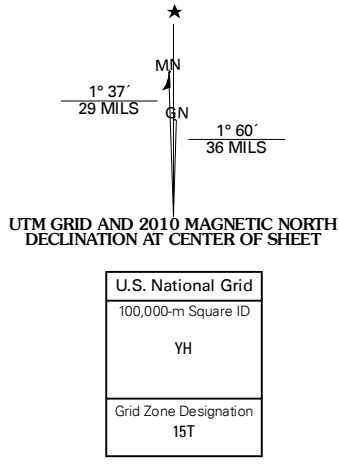 ★
MN
1° 37´
29 MILS
GN
1° 60´
36 MILS
UTM GRID AND 2010 MAGNETIC NORTH
DECLINATION AT CENTER OF SHEET
U.S. National Grid
100,000-m Square ID
YH
Grid Zone Designation
15T